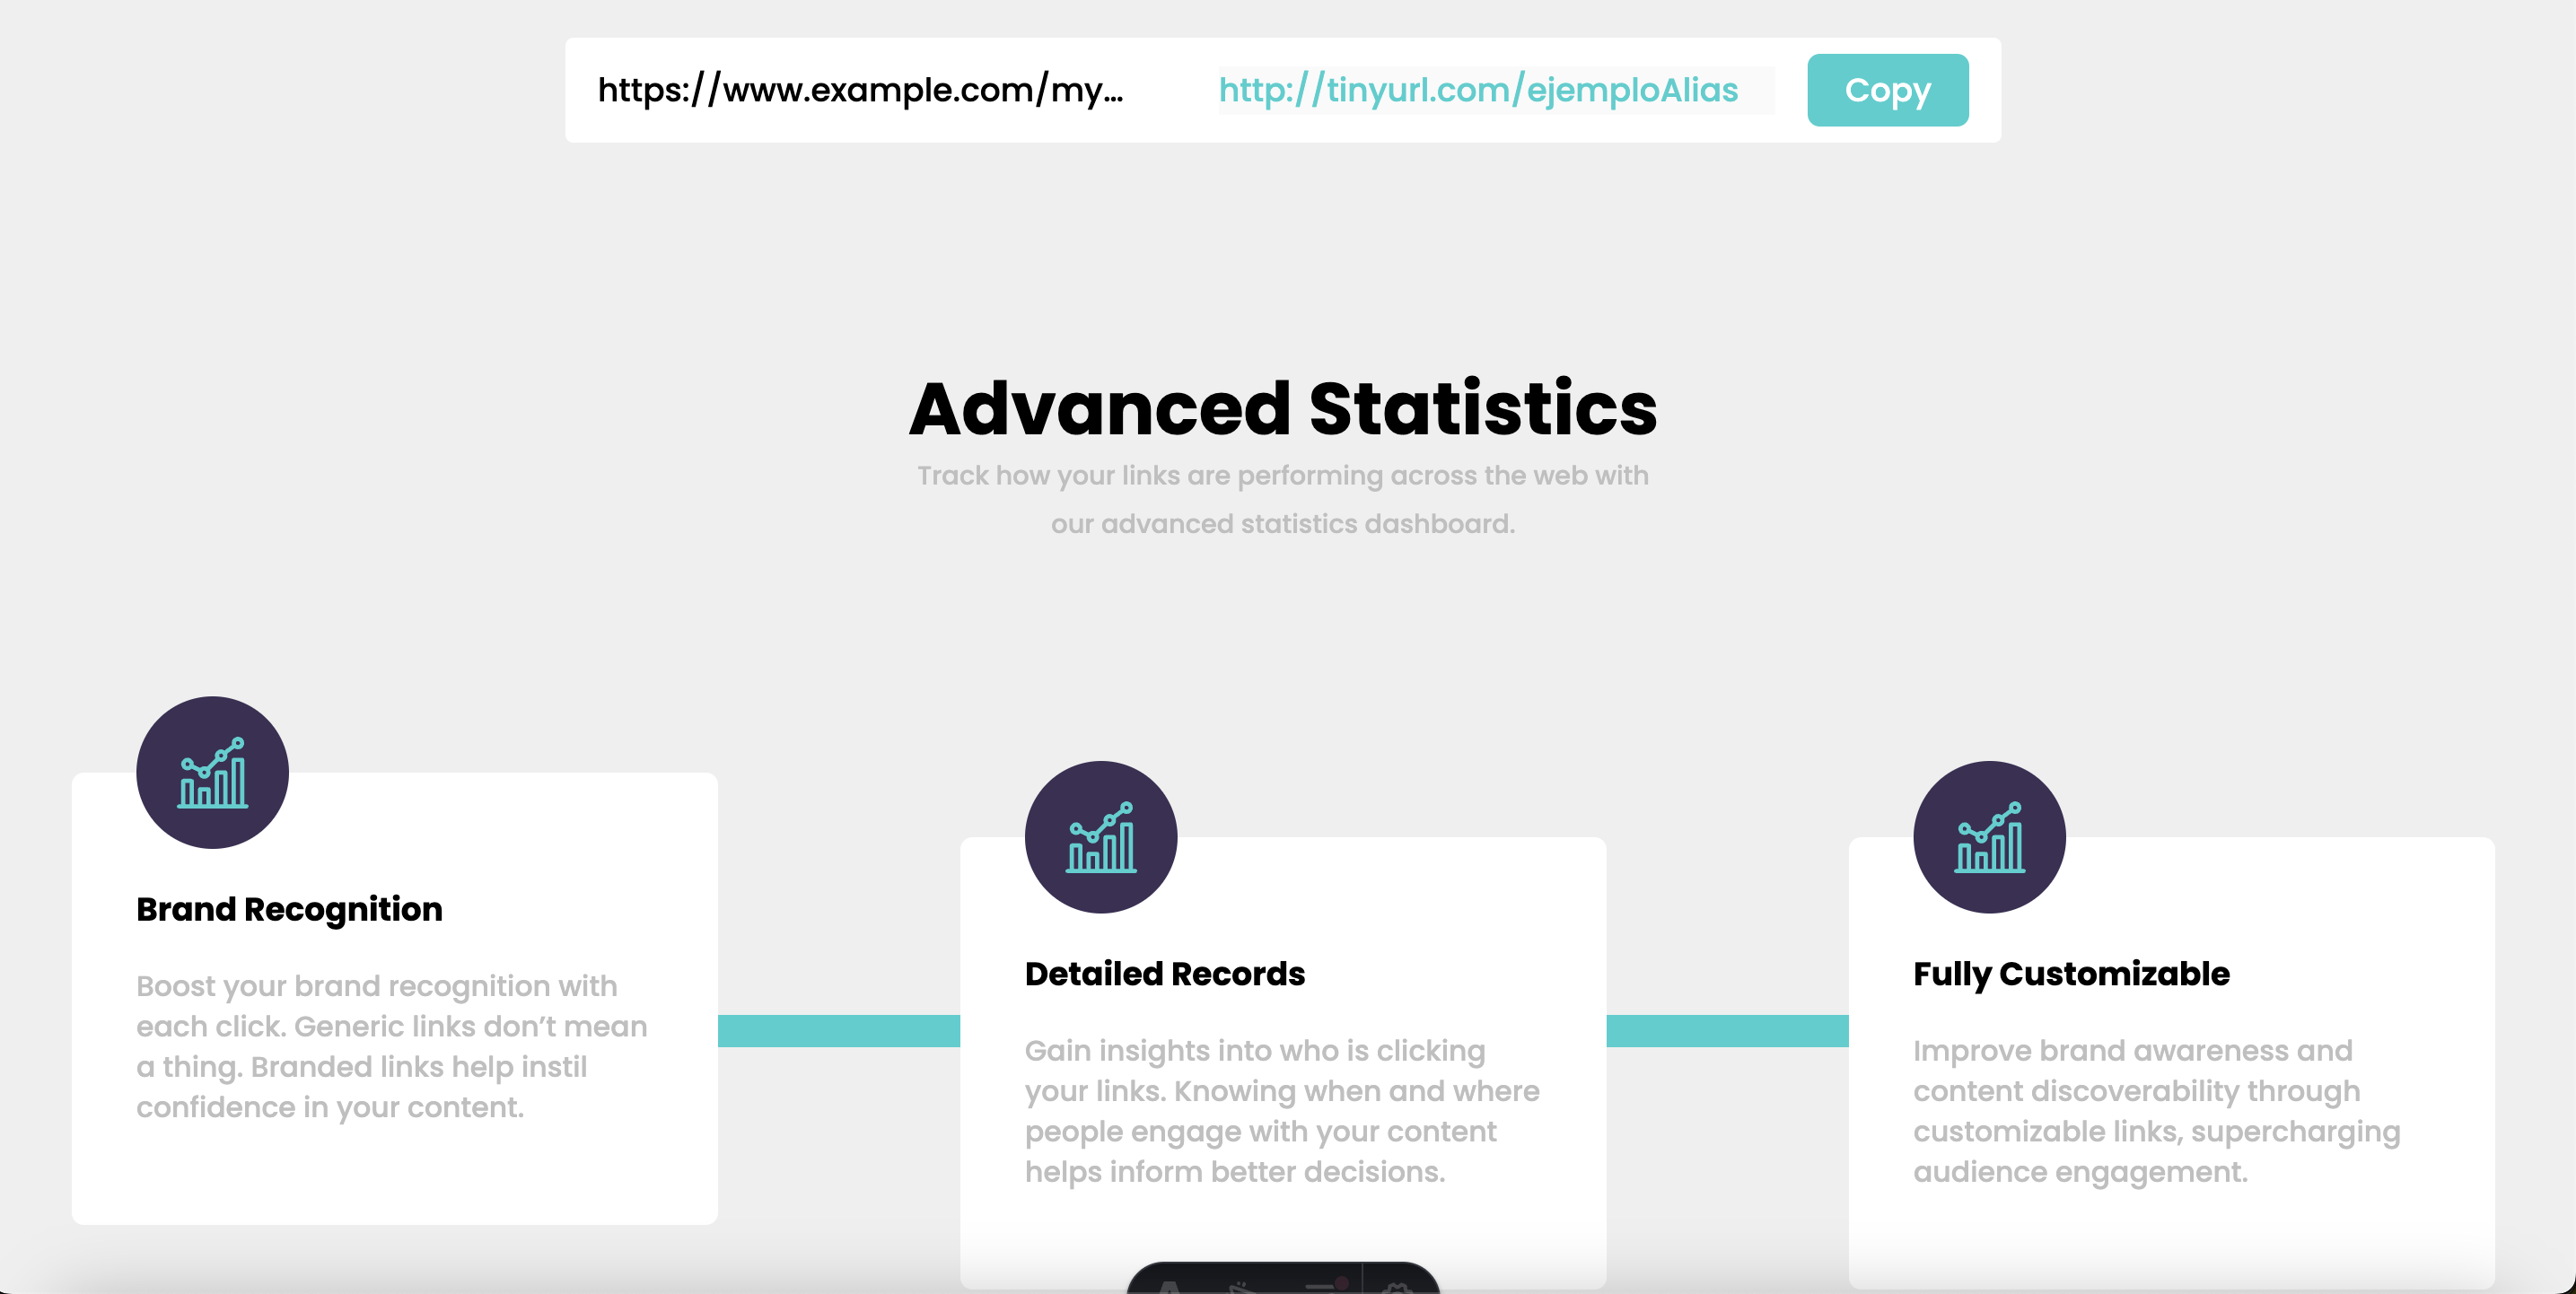 https://www.example.com/my...
http://tinyurl.com/ejemploAlias
Copy
Advanced Statistics
Track how your links are performing across the web with
our advanced statistics dashboard.
Brand Recognition
Boost your brand recognition with
each click. Generic links don’t mean
a thing. Branded links help instil
confidence in your content.
Detailed Records
Gain insights into who is clicking
your links. Knowing when and where
people engage with your content
helps inform better decisions.
Fully Customizable
Improve brand awareness and
content discoverability through
customizable links, supercharging
audience engagement.